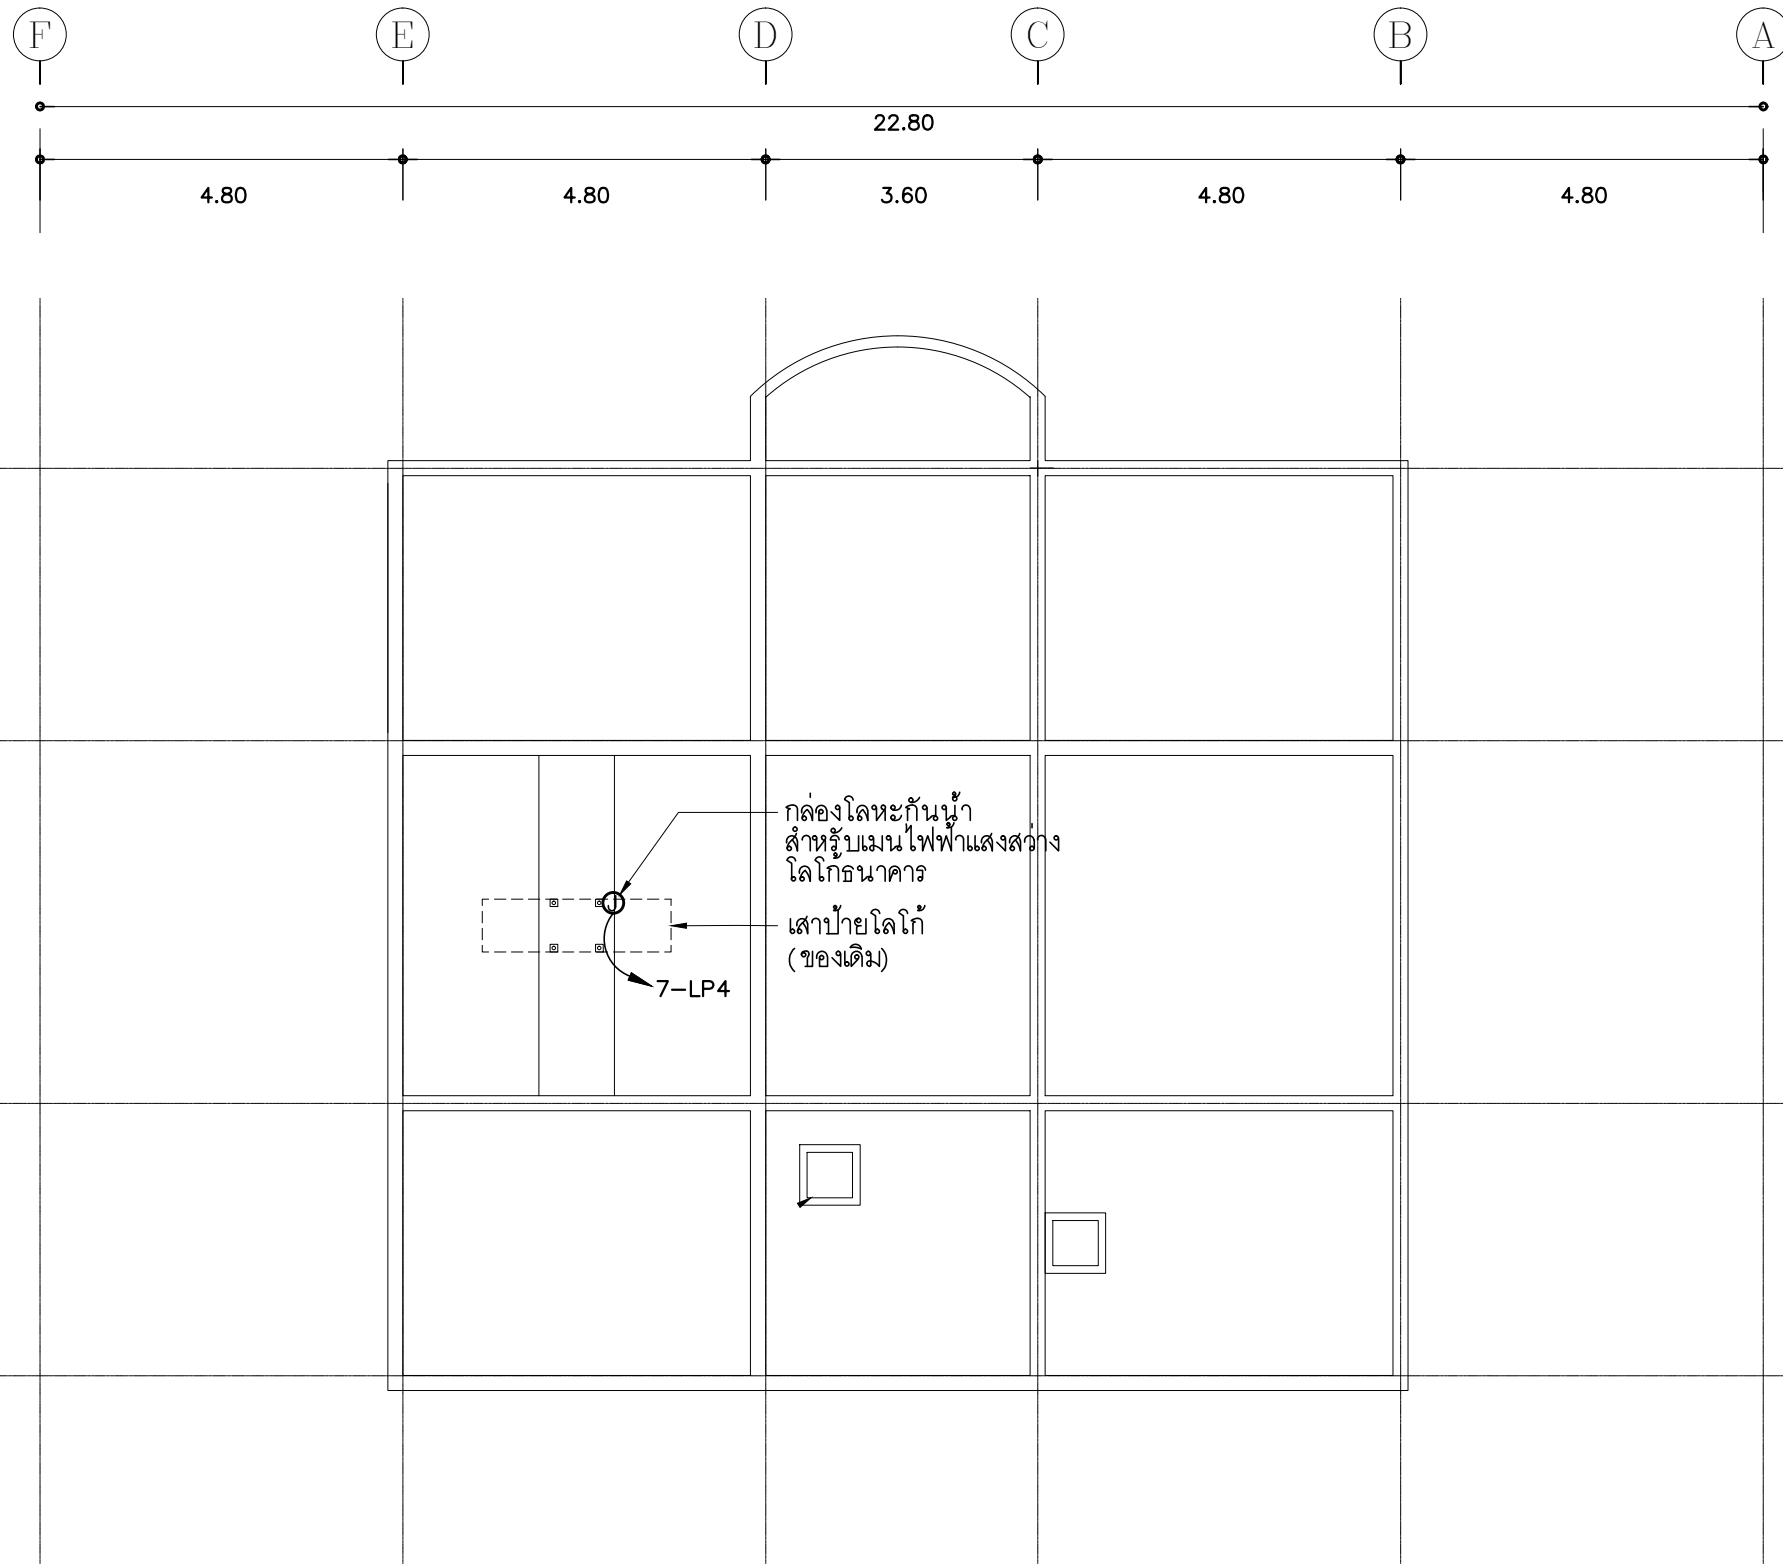 F E D C B A
22.80
4.80 4.80 3.60 4.80 4.80
กล่องโลหะกันน้ำ
สำหรับเมนไฟฟ้าแสงสว่าง
โลโก้ธนาคาร
J
เสาป้ายโลโก้
(ของเดิม)
7-LP4